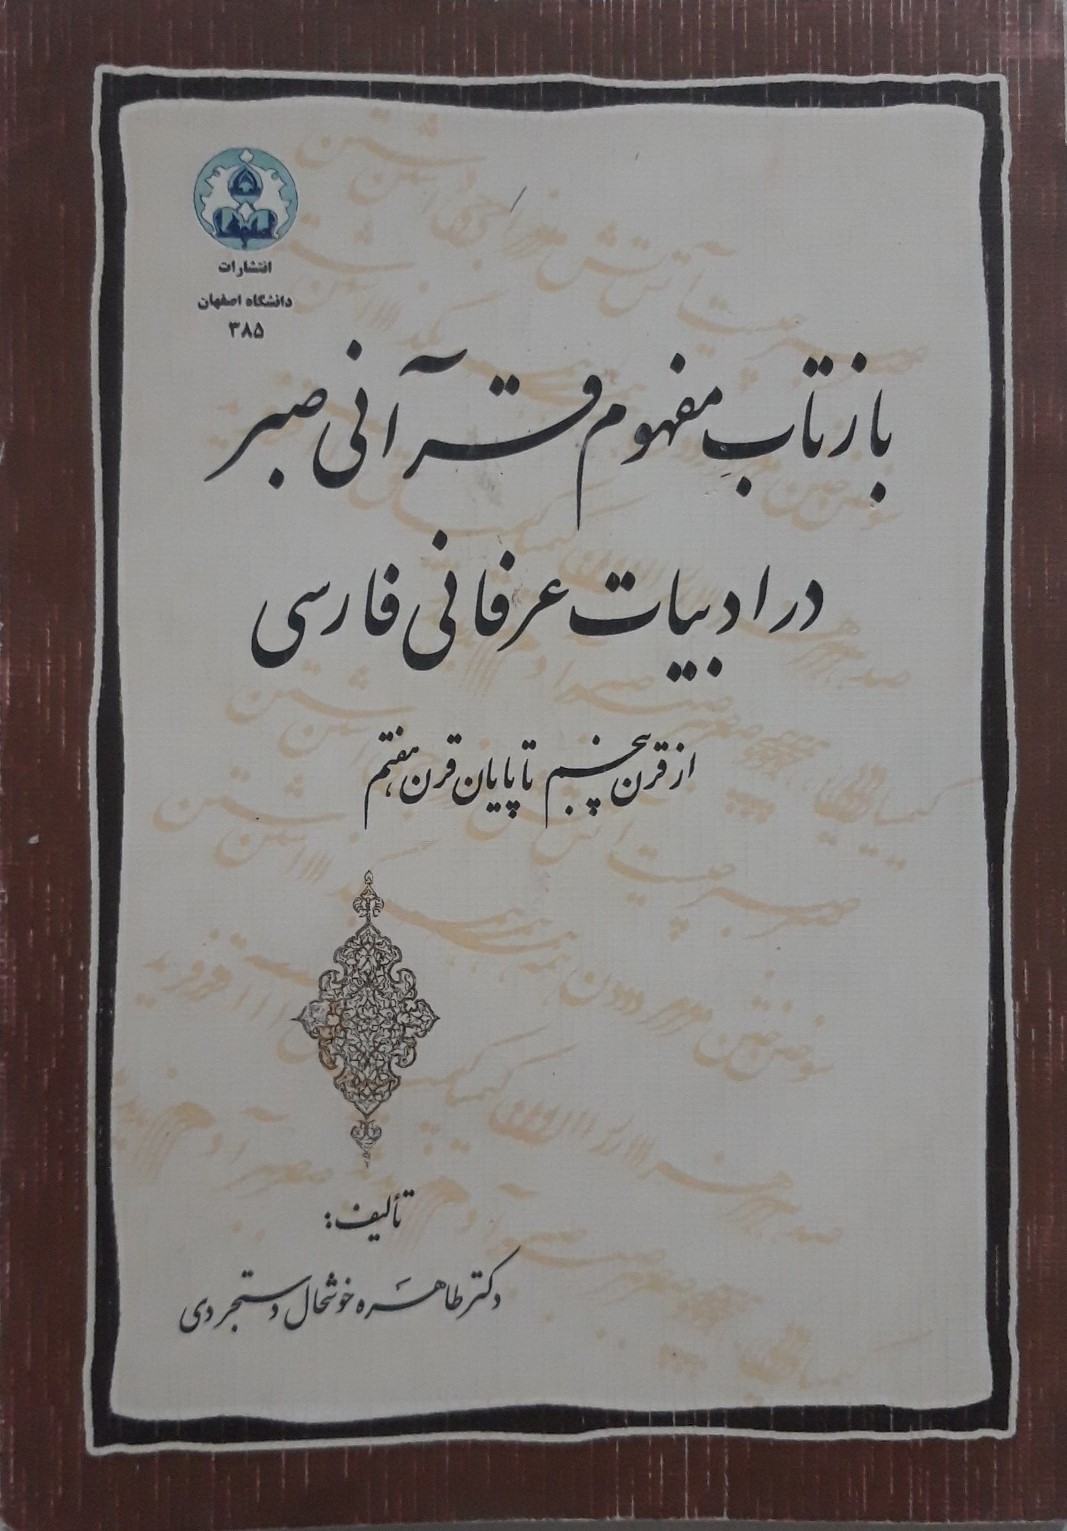 انتشارات
دانشگاه اصفهان
۳۸۵
بازتابِ مفهوم قرآنی صبر
در ادبیات عرفانی فارسی
از قرن پنجم تا پایان قرن هفتم
تألیف:
دکتر طاهره خوشحال دستجردی